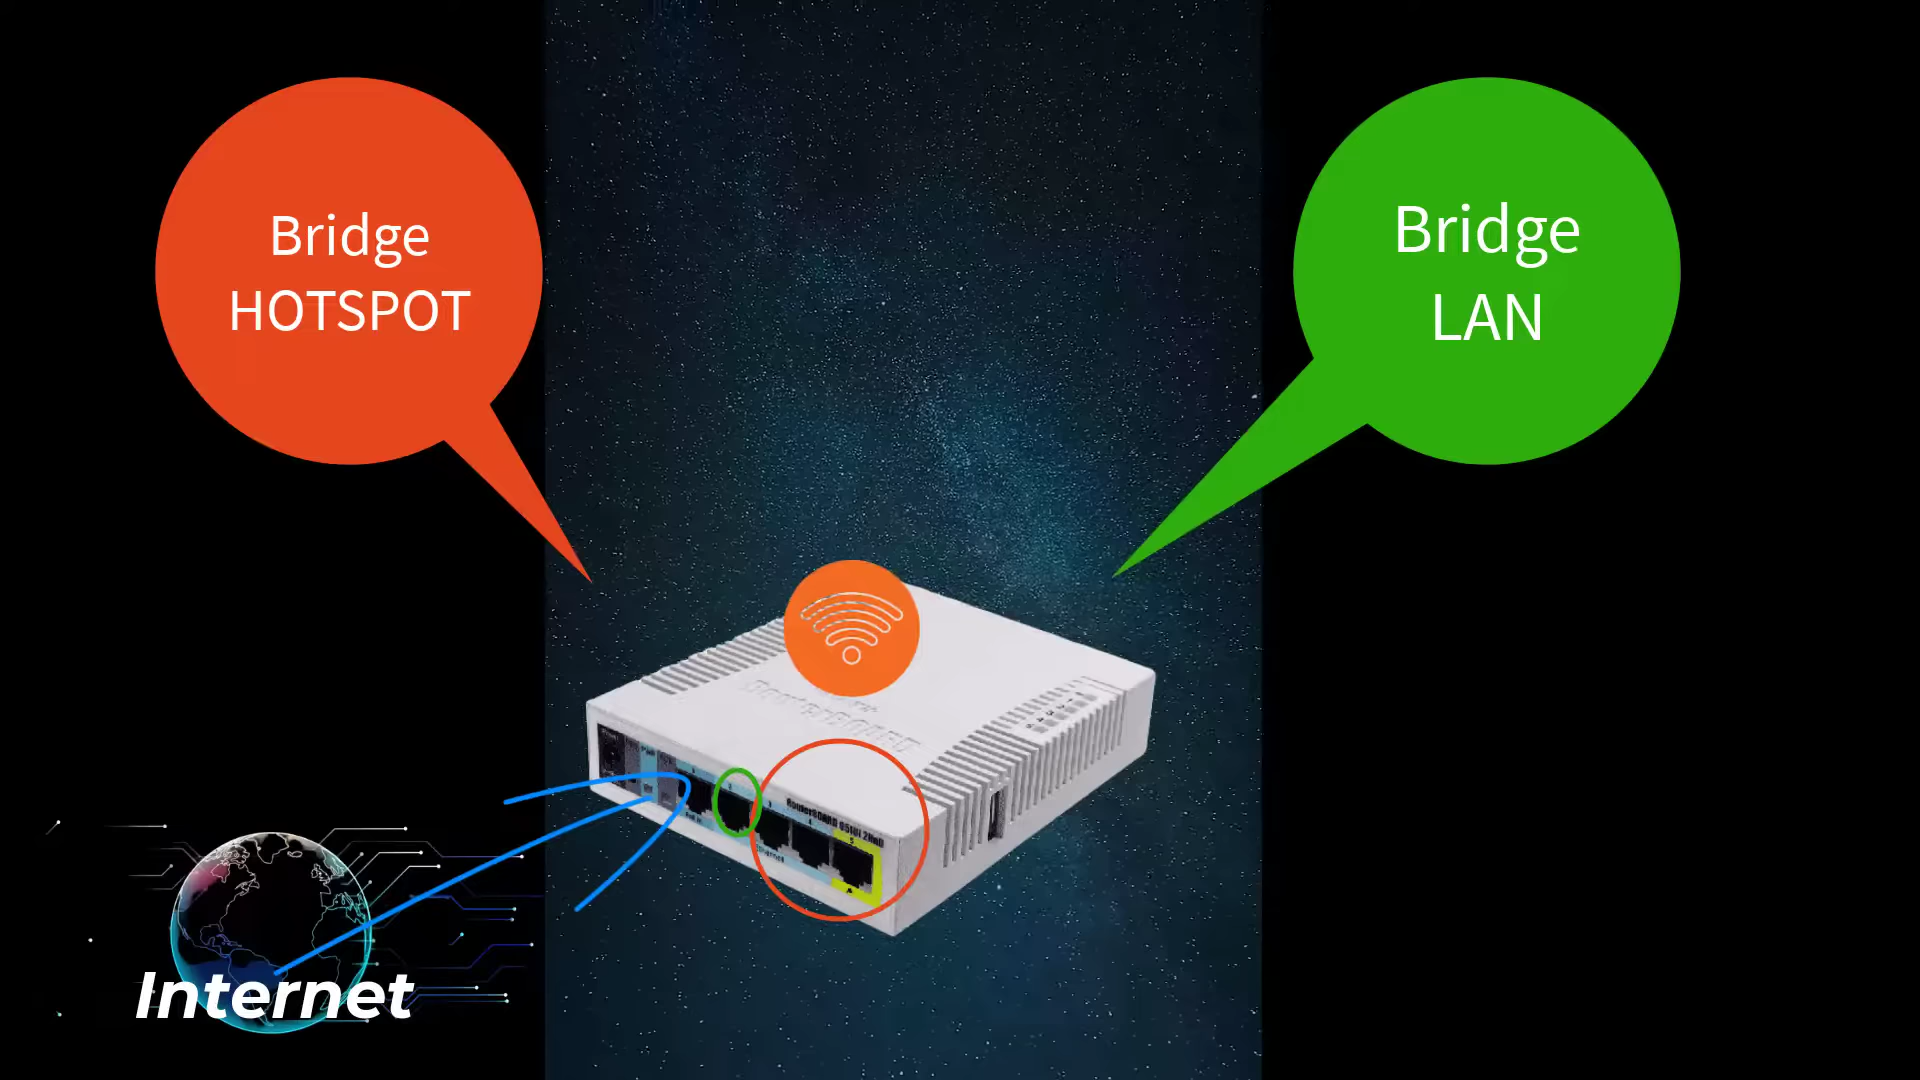 Bridge
HOTSPOT
Bridge
LAN
Internet